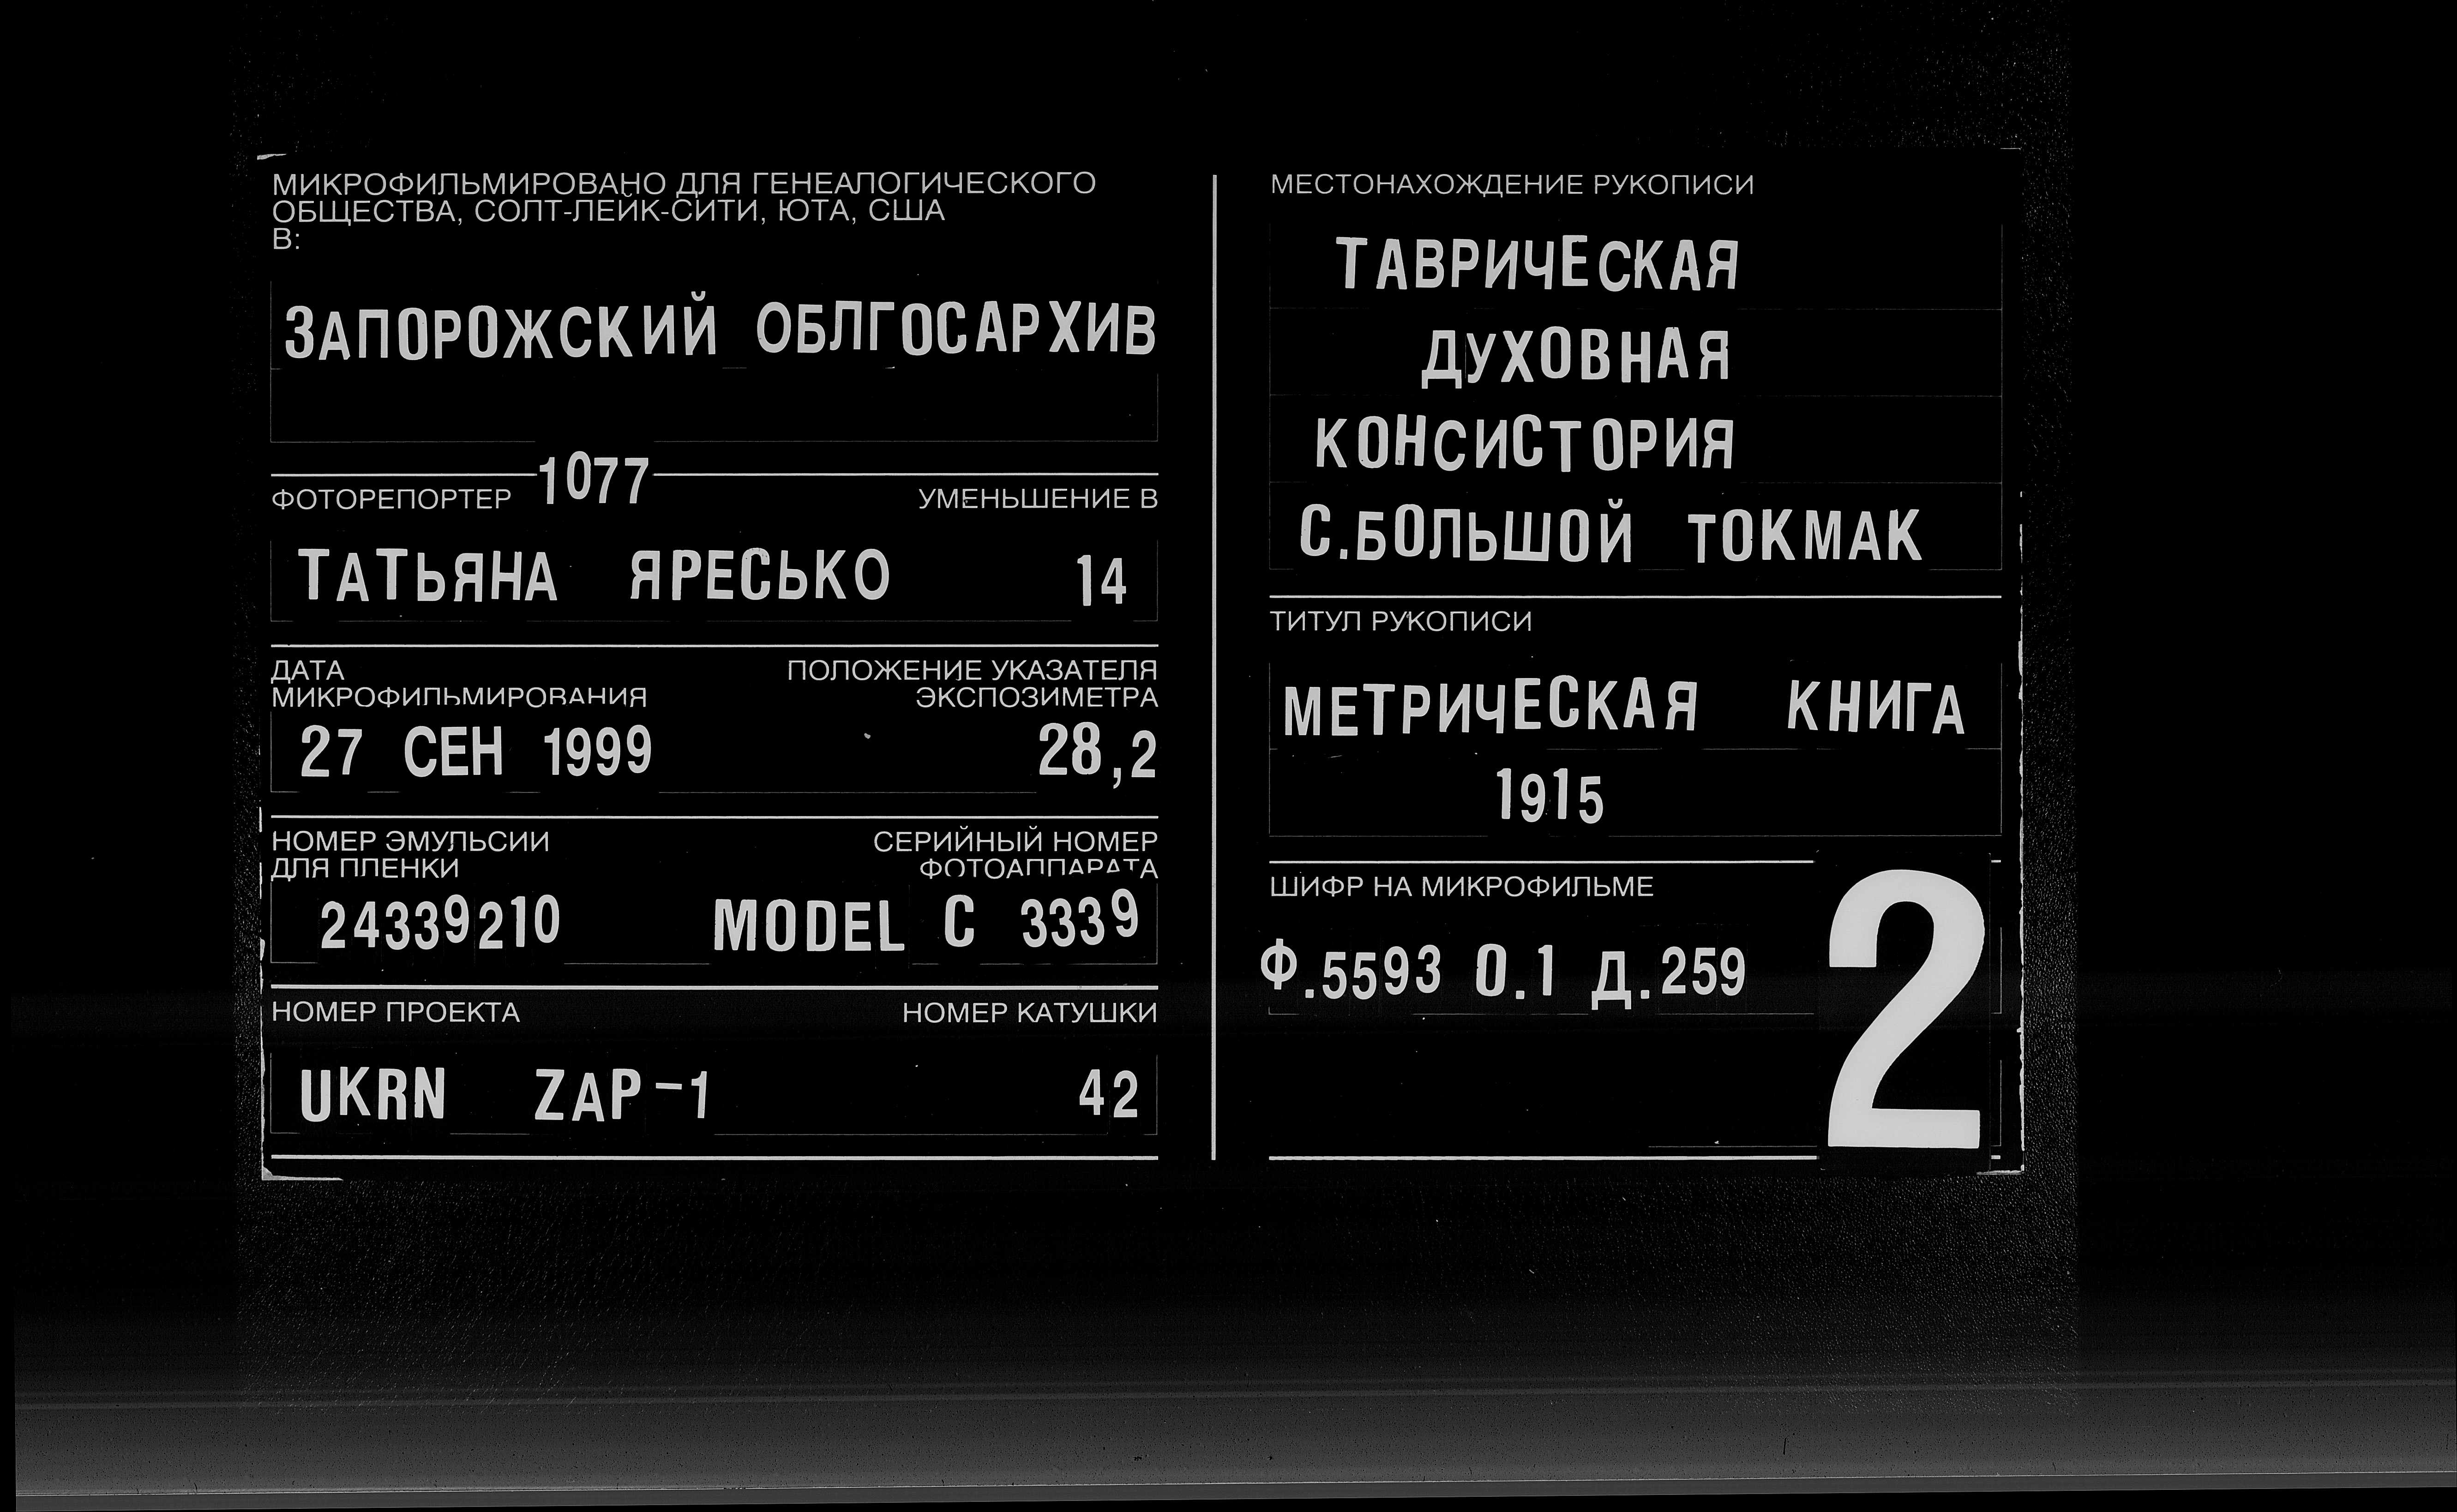 МИКРОФИЛЬМИРОВАНО ДЛЯ ГЕНЕАЛОГИЧЕСКОГО
ОБЩЕСТВА, СОЛТ-ЛЕЙК-СИТИ, ЮТА, США
В:
ЗАПОРОЖСКИЙ ОБЛГОСАРХИВ
1077
ФОТОРЕПОРТЕР УМЕНЬШЕНИЕ В
ТАТЬЯНА ЯРЕСЬКО 14
ДАТА ПОЛОЖЕНИЕ УКАЗАТЕЛЯ
МИКРОФИЛЬМИРОВАНИЯ ЭКСПОЗИМЕТРА
27 СЕН 1999 28,2
НОМЕР ЭМУЛЬСИИ СЕРИЙНЫЙ НОМЕР
ДЛЯ ПЛЕНКИ ФОТОАППАРАТА
24339210 MODEL C 3339
НОМЕР ПРОЕКТА НОМЕР КАТУШКИ
UKRN ZAP-1 42
МЕСТОНАХОЖДЕНИЕ РУКОПИСИ
ТАВРИЧЕСКАЯ
ДУХОВНАЯ
КОНСИСТОРИЯ
С.БОЛЬШОЙ ТОКМАК
ТИТУЛ РУКОПИСИ
МЕТРИЧЕСКАЯ КНИГА
1915
ШИФР НА МИКРОФИЛЬМЕ
Ф.5593 О.1 Д.259
2